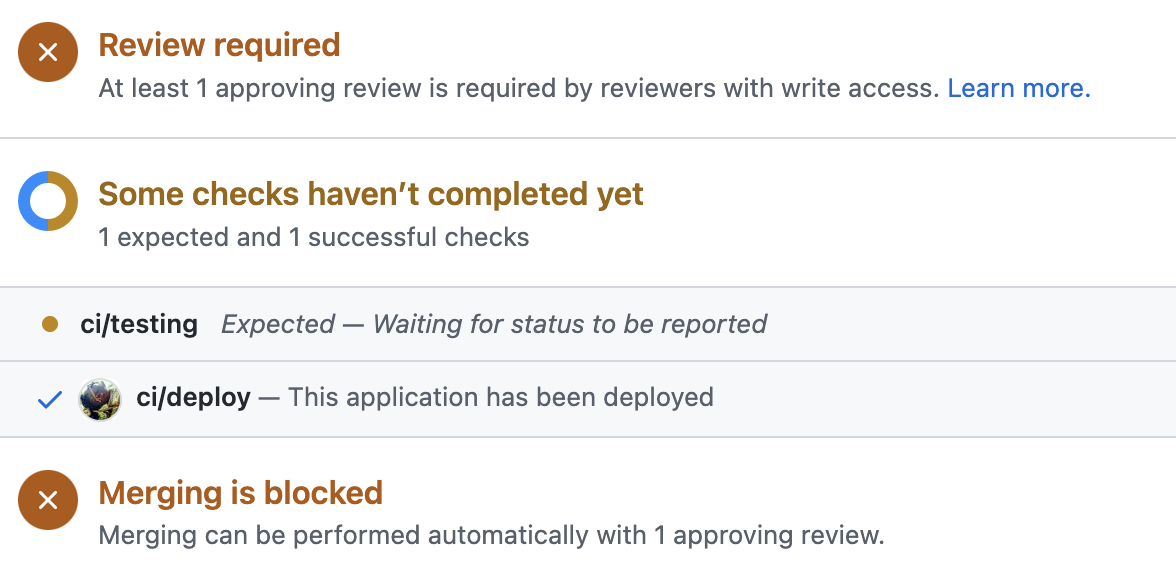 Review required
At least 1 approving review is required by reviewers with write access. Learn more.
Some checks haven’t completed yet
1 expected and 1 successful checks
ci/testing Expected — Waiting for status to be reported
ci/deploy — This application has been deployed
Merging is blocked
Merging can be performed automatically with 1 approving review.